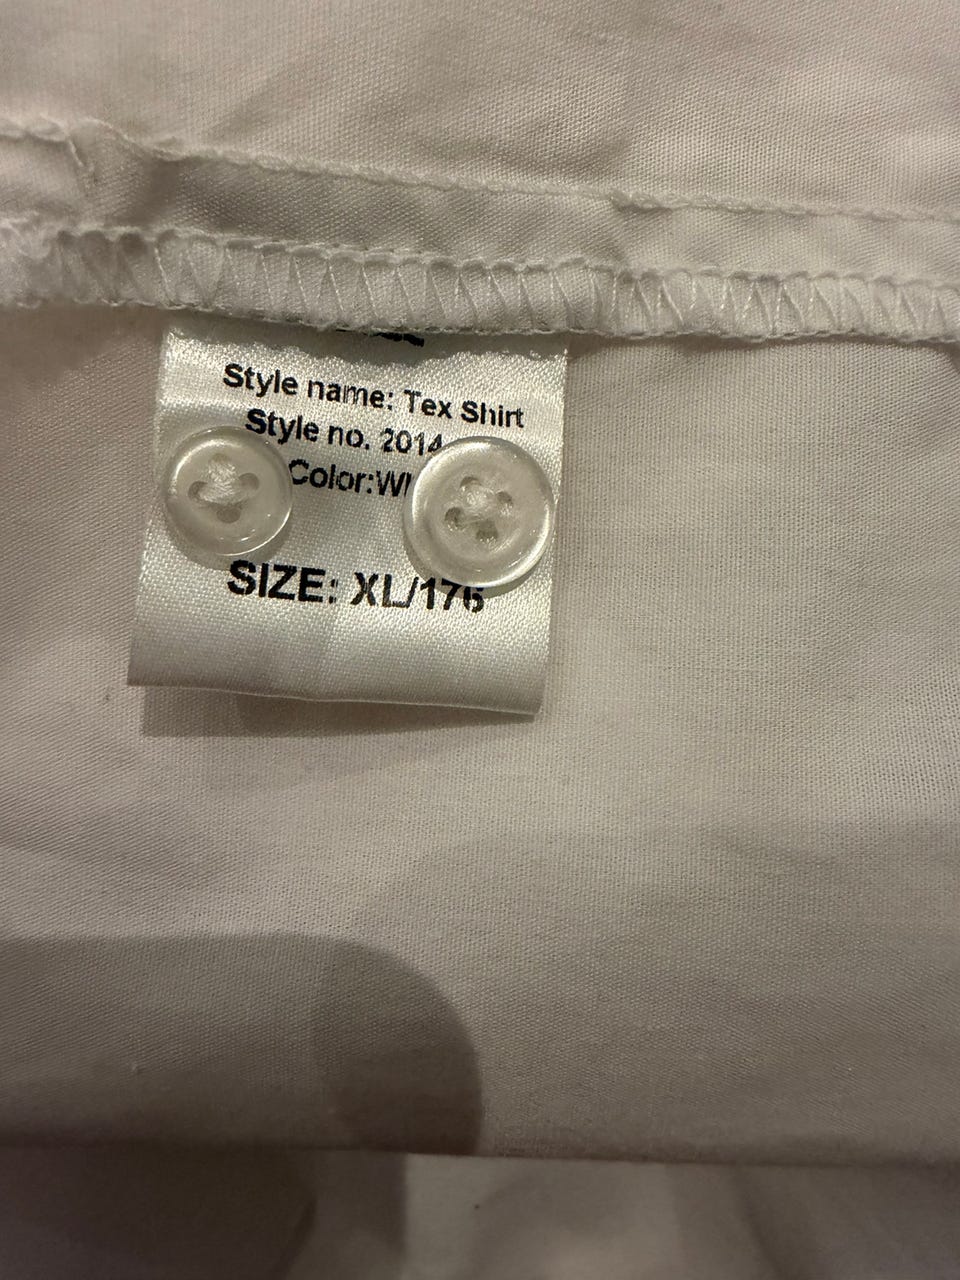 Style name: Tex Shirt
Style no. 2014
Color:W
SIZE: XL/176